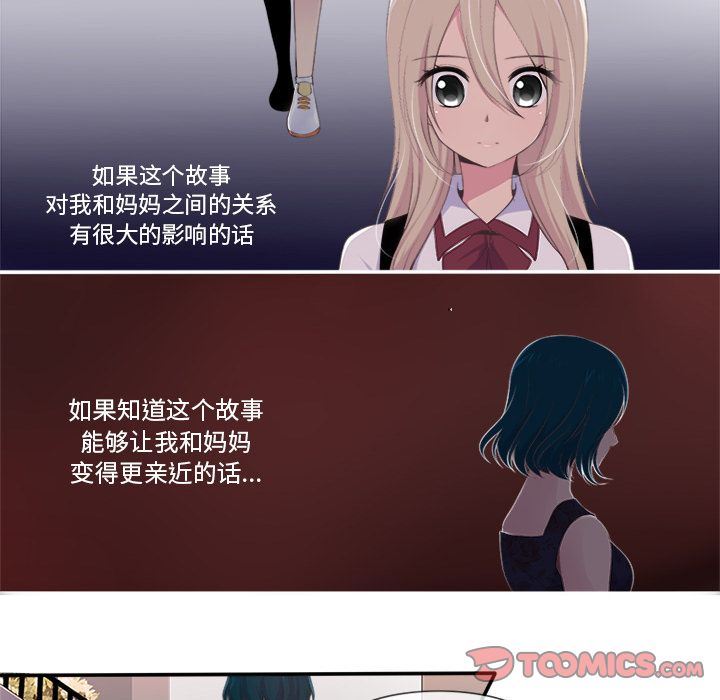 如果这个故事
对我和妈妈之间的关系
有很大的影响的话
如果知道这个故事
能够让我和妈妈
变得更亲近的话...
TOOMICS.COM